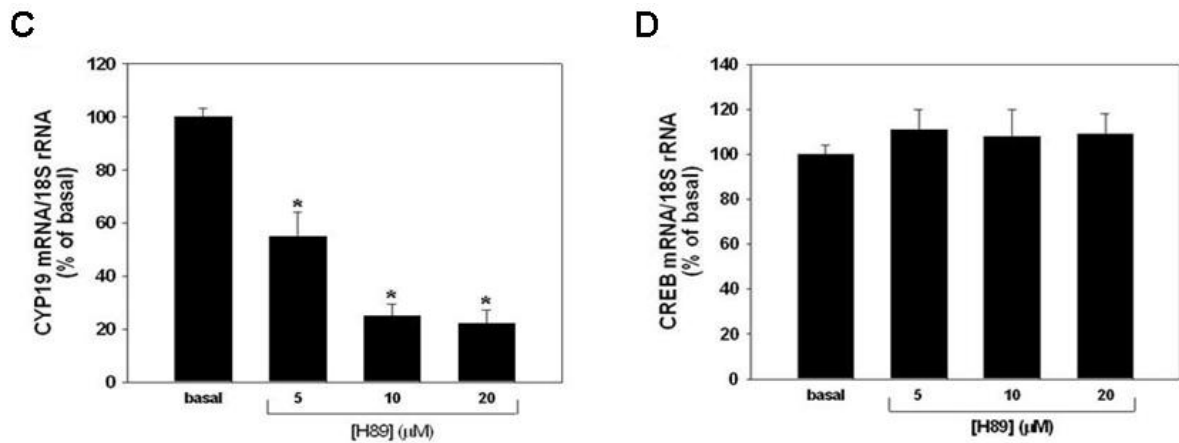 C
CYP19 mRNA/18S rRNA
(% of basal)
120
100
80
60
40
20
0
*
*
*
basal
5
10
20
[H89] (μM)
D
CREB mRNA/18S rRNA
(% of basal)
140
120
100
80
60
40
20
0
basal
5
10
20
[H89] (μM)